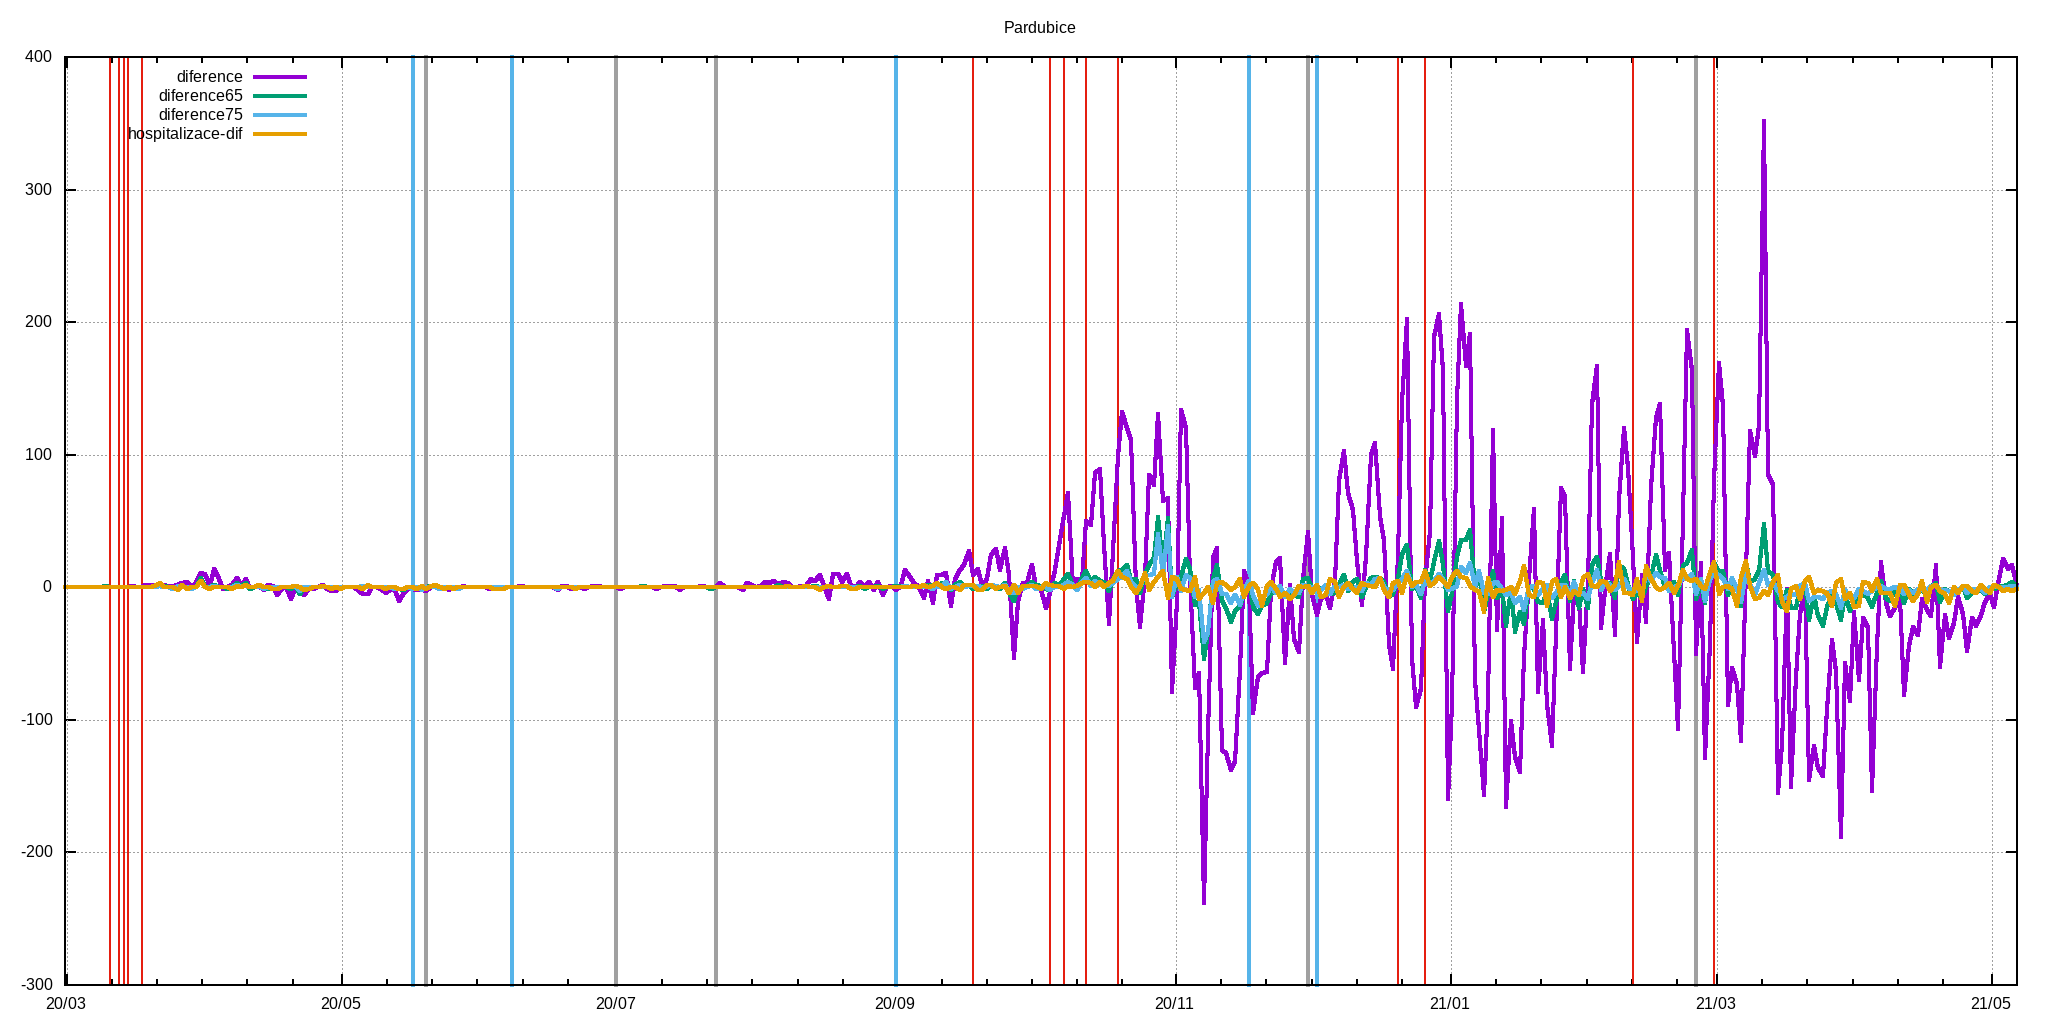 Pardubice
400
300
200
100
0
-100
-200
-300
diference
diference65
diference75
hospitalizace-dif
20/03 20/05 20/07 20/09 20/11 21/01 21/03 21/05